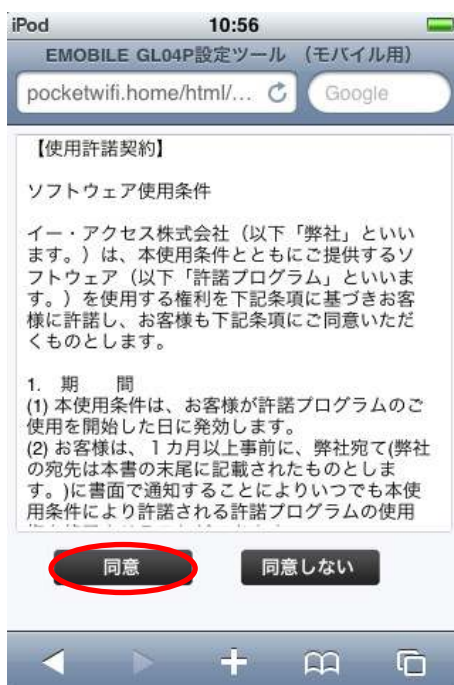 iPod 10:56
EMOBILE GL04P設定ツール （モバイル用）
pocketwifi.home/html/... Google
【使用許諾契約】
ソフトウェア使用条件
イー・アクセス株式会社（以下「弊社」といい
ます。）は、本使用条件とともにご提供するソ
フトウェア（以下「許諾プログラム」といいま
す。）を使用する権利を下記条項に基づきお客
様に許諾し、お客様も下記条項にご同意いただ
くものとします。
1. 期　　間
(1) 本使用条件は、お客様が許諾プログラムのご
使用を開始した日に発効します。
(2) お客様は、１カ月以上事前に、弊社宛て(弊社
の宛先は本書の末尾に記載されたものとしま
す。)に書面で通知することによりいつでも本使
用条件により許諾される許諾プログラムの使用
同意 同意しない